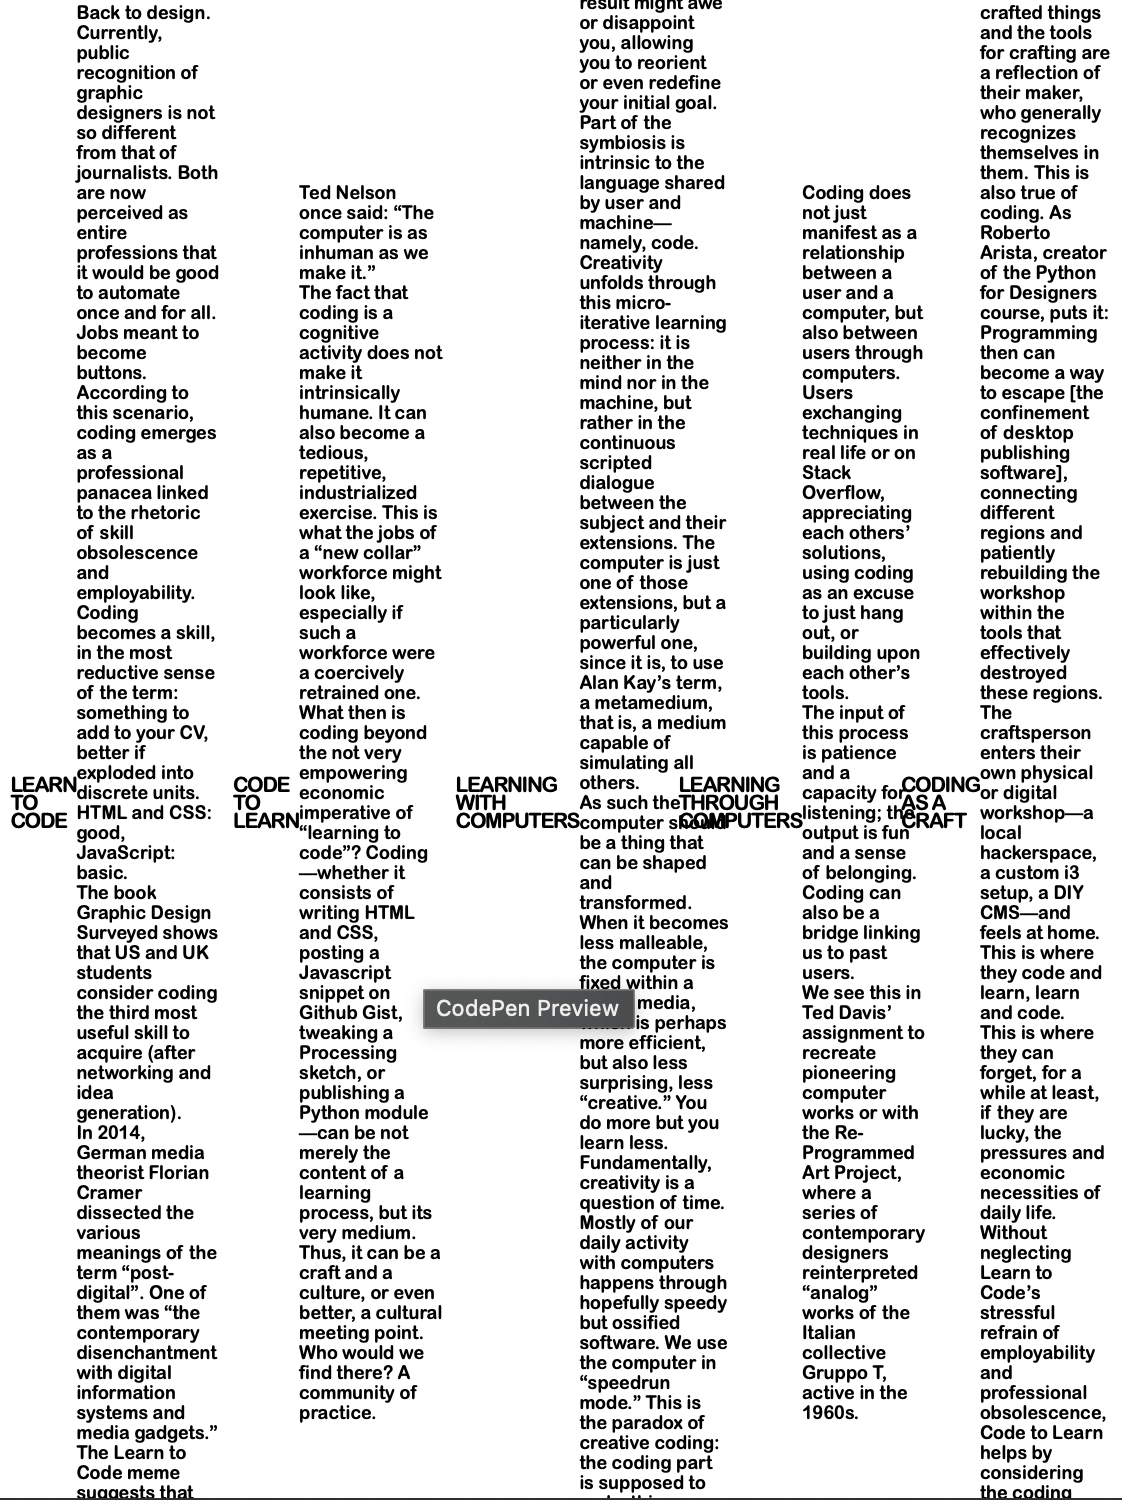 LEARN
TO
CODE
Back to design.
Currently,
public
recognition of
graphic
designers is not
so different
from that of
journalists. Both
are now
perceived as
entire
professions that
it would be good
to automate
once and for all.
Jobs meant to
become
buttons.
According to
this scenario,
coding emerges
as a
professional
panacea linked
to the rhetoric
of skill
obsolescence
and
employability.
Coding
becomes a skill,
in the most
reductive sense
of the term:
something to
add to your CV,
better if
exploded into
discrete units.
HTML and CSS:
good,
JavaScript:
basic.
The book
Graphic Design
Surveyed shows
that US and UK
students
consider coding
the third most
useful skill to
acquire (after
networking and
idea
generation).
In 2014,
German media
theorist Florian
Cramer
dissected the
various
meanings of the
term “post-
digital”. One of
them was “the
contemporary
disenchantment
with digital
information
systems and
media gadgets.”
The Learn to
Code meme
suggests that
CODE
TO
LEARN
Ted Nelson
once said: “The
computer is as
inhuman as we
make it.”
The fact that
coding is a
cognitive
activity does not
make it
intrinsically
humane. It can
also become a
tedious,
repetitive,
industrialized
exercise. This is
what the jobs of
a “new collar”
workforce might
look like,
especially if
such a
workforce were
a coercively
retrained one.
What then is
coding beyond
the not very
empowering
economic
imperative of
“learning to
code”? Coding
—whether it
consists of
writing HTML
and CSS,
posting a
Javascript
snippet on
Github Gist,
tweaking a
Processing
sketch, or
publishing a
Python module
—can be not
merely the
content of a
learning
process, but its
very medium.
Thus, it can be a
craft and a
culture, or even
better, a cultural
meeting point.
Who would we
find there? A
community of
practice.
LEARNING
WITH
COMPUTERS
result might awe
or disappoint
you, allowing
you to reorient
or even redefine
your initial goal.
Part of the
symbiosis is
intrinsic to the
language shared
by user and
machine—
namely, code.
Creativity
unfolds through
this micro-
iterative learning
process: it is
neither in the
mind nor in the
machine, but
rather in the
continuous
scripted
dialogue
between the
subject and their
extensions. The
computer is just
one of those
extensions, but a
particularly
powerful one,
since it is, to use
Alan Kay’s term,
a metamedium,
that is, a medium
capable of
simulating all
others.
As such the
computer should
be a thing that
can be shaped
and
transformed.
When it becomes
less malleable,
the computer is
fixed within a
media,
is perhaps
more efficient,
but also less
surprising, less
“creative.” You
do more but you
learn less.
Fundamentally,
creativity is a
question of time.
Mostly of our
daily activity
with computers
happens through
hopefully speedy
but ossified
software. We use
the computer in
“speedrun
mode.” This is
the paradox of
creative coding:
the coding part
is supposed to
CodePen Preview
LEARNING
THROUGH
COMPUTERS
Coding does
not just
manifest as a
relationship
between a
user and a
computer, but
also between
users through
computers.
Users
exchanging
techniques in
real life or on
Stack
Overflow,
appreciating
each others’
solutions,
using coding
as an excuse
to just hang
out, or
building upon
each other’s
tools.
The input of
this process
is patience
and a
capacity for
listening; the
output is fun
and a sense
of belonging.
Coding can
also be a
bridge linking
us to past
users.
We see this in
Ted Davis’
assignment to
recreate
pioneering
computer
works or with
the Re-
Programmed
Art Project,
where a
series of
contemporary
designers
reinterpreted
“analog”
works of the
Italian
collective
Gruppo T,
active in the
1960s.
CODING
AS A
CRAFT
crafted things
and the tools
for crafting are
a reflection of
their maker,
who generally
recognizes
themselves in
them. This is
also true of
coding. As
Roberto
Arista, creator
of the Python
for Designers
course, puts it:
Programming
then can
become a way
to escape [the
confinement
of desktop
publishing
software],
connecting
different
regions and
patiently
rebuilding the
workshop
within the
tools that
effectively
destroyed
these regions.
The
craftsperson
enters their
own physical
or digital
workshop—a
local
hackerspace,
a custom i3
setup, a DIY
CMS—and
feels at home.
This is where
they code and
learn, learn
and code.
This is where
they can
forget, for a
while at least,
if they are
lucky, the
pressures and
economic
necessities of
daily life.
Without
neglecting
Learn to
Code’s
stressful
refrain of
employability
and
professional
obsolescence,
Code to Learn
helps by
considering
the coding